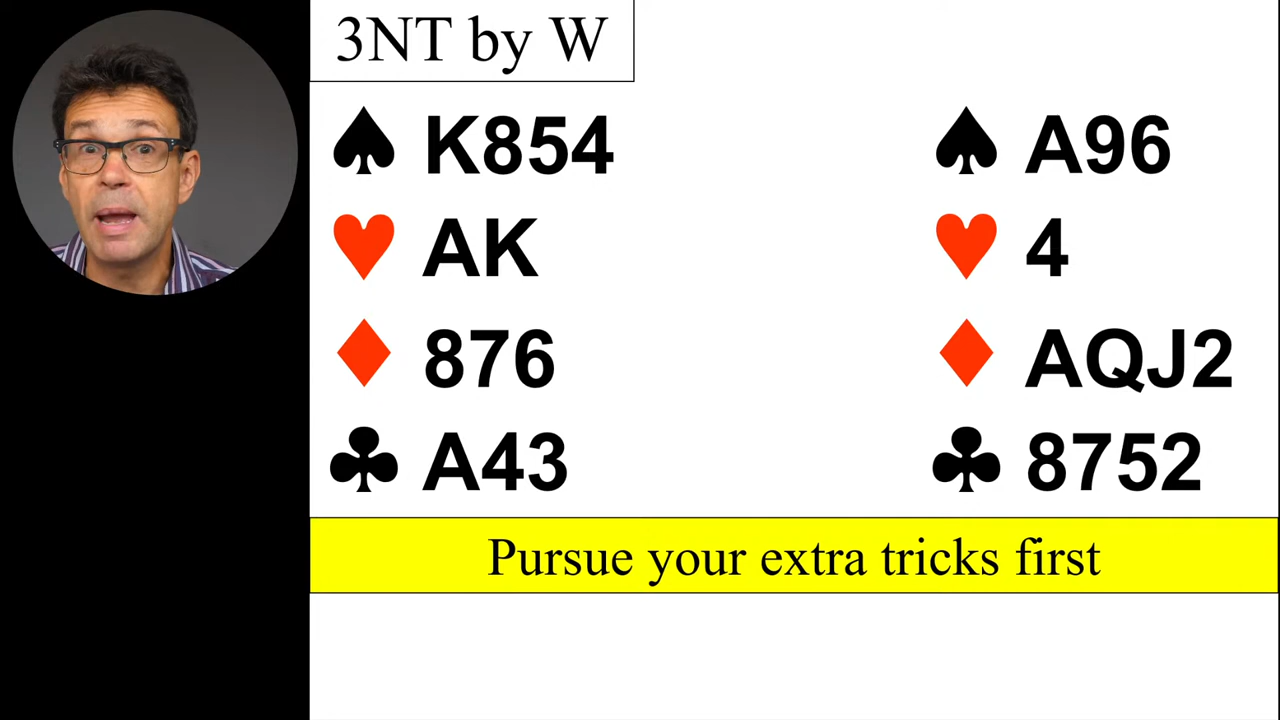 3NT by W
♠ K854 ♠ A96
♥ AK ♥ 4
♦ 876 ♦ AQJ2
♣ A43 ♣ 8752
Pursue your extra tricks first